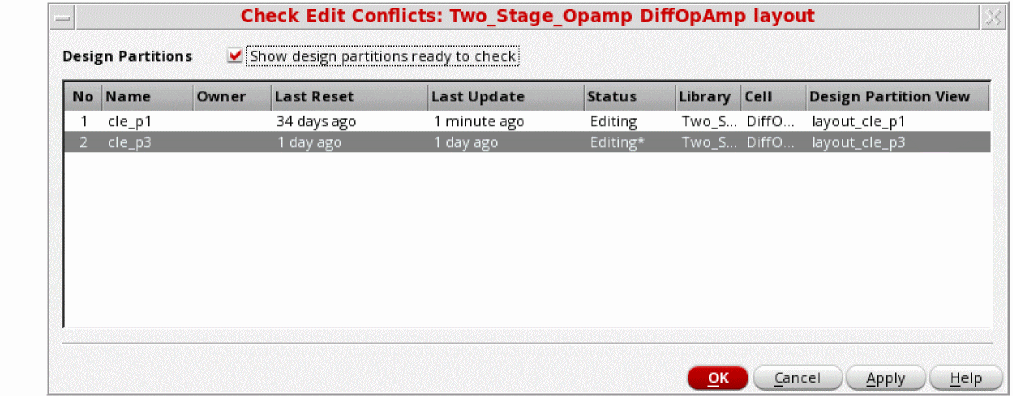 Check Edit Conflicts: Two_Stage_Opamp DiffOpAmp layout
Design Partitions Show design partitions ready to check
No Name Owner Last Reset Last Update Status Library Cell Design Partition View
1 cle_p1 34 days ago 1 minute ago Editing Two_S... DiffO... layout_cle_p1
2 cle_p3 1 day ago 1 day ago Editing* Two_S... DiffO... layout_cle_p3
OK Cancel Apply Help